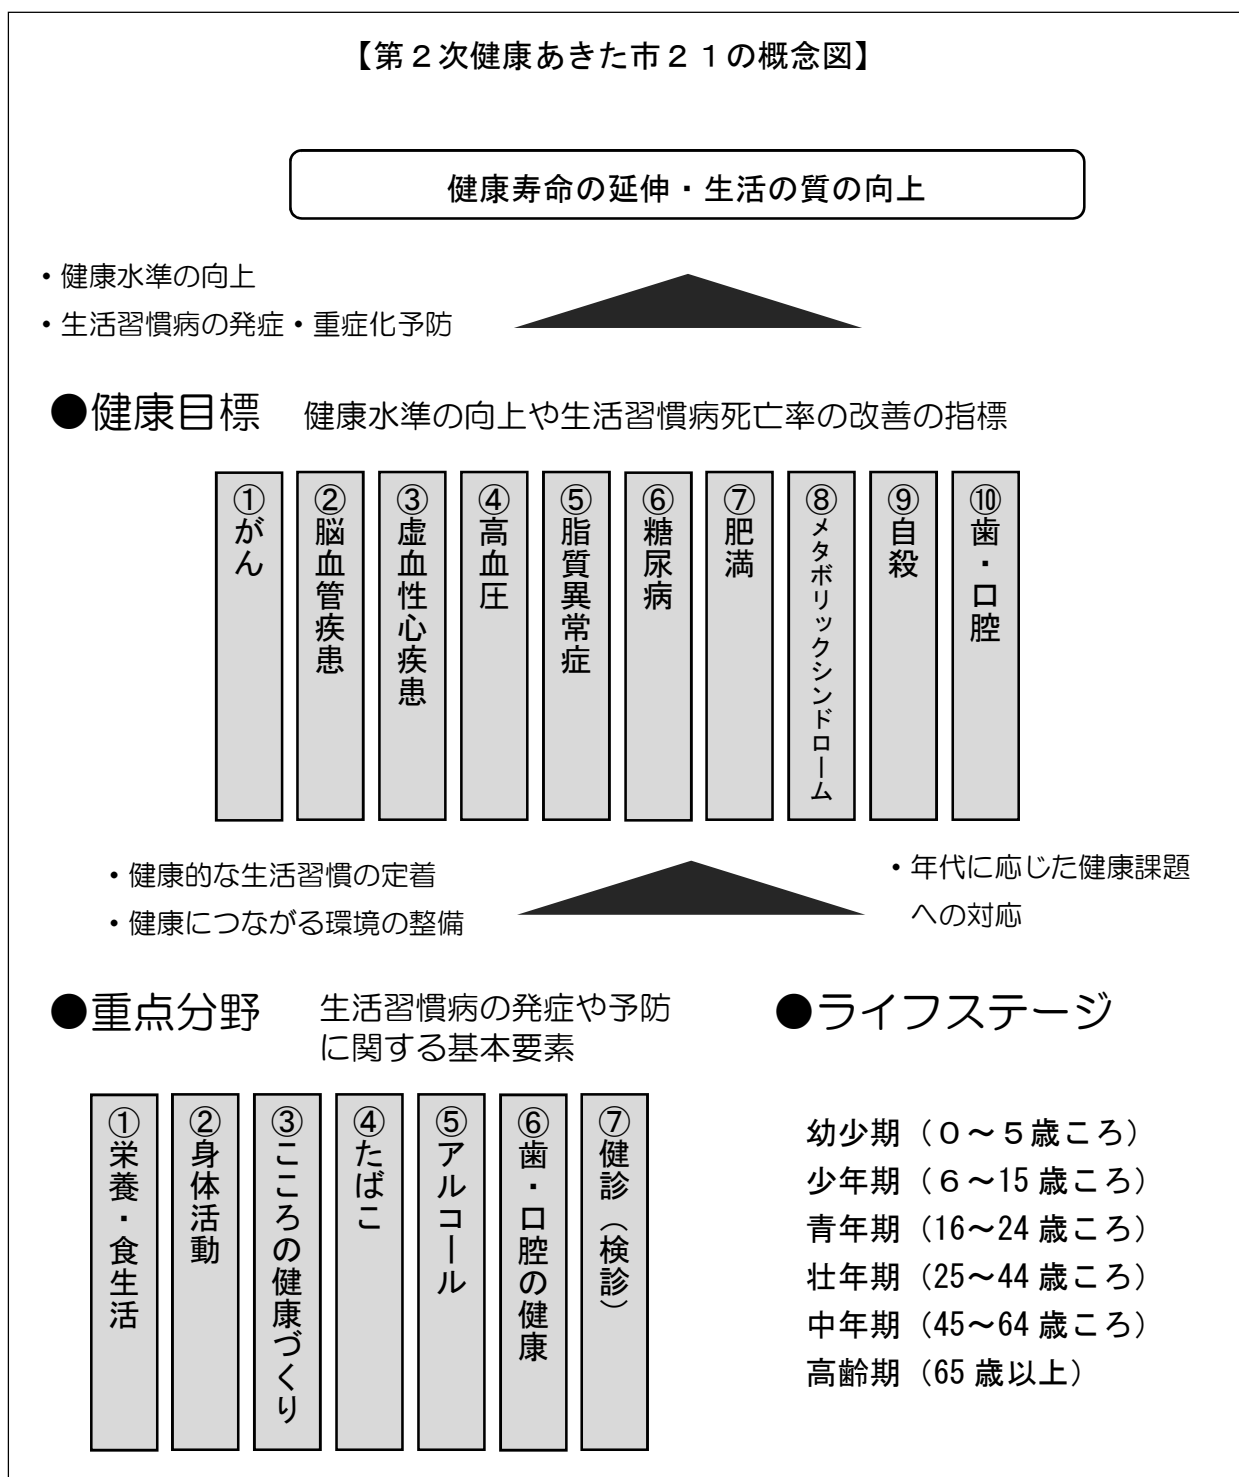 【第２次健康あきた市２１の概念図】
健康寿命の延伸・生活の質の向上
・健康水準の向上
・生活習慣病の発症・重症化予防
●健康目標 健康水準の向上や生活習慣病死亡率の改善の指標
①がん
②脳血管疾患
③虚血性心疾患
④高血圧
⑤脂質異常症
⑥糖尿病
⑦肥満
⑧メタボリックシンドローム
⑨自殺
⑩歯・口腔
・健康的な生活習慣の定着
・健康につながる環境の整備
・年代に応じた健康課題
への対応
●重点分野 生活習慣病の発症や予防
に関する基本要素
①栄養・食生活
②身体活動
③こころの健康づくり
④たばこ
⑤アルコール
⑥歯・口腔の健康
⑦健診（検診）
●ライフステージ
幼少期（０～５歳ころ）
少年期（６～15歳ころ）
青年期（16～24歳ころ）
壮年期（25～44歳ころ）
中年期（45～64歳ころ）
高齢期（65歳以上）